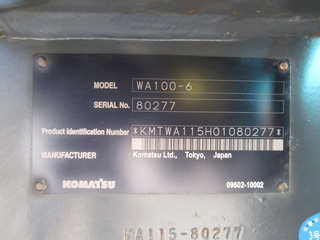 MODEL WA100-6
SERIAL No. 80277
Product Identification Number *KMTWA115H01080277*
MANUFACTURER Komatsu Ltd., Tokyo, Japan
KOMATSU 09602-10002
WA115-80277